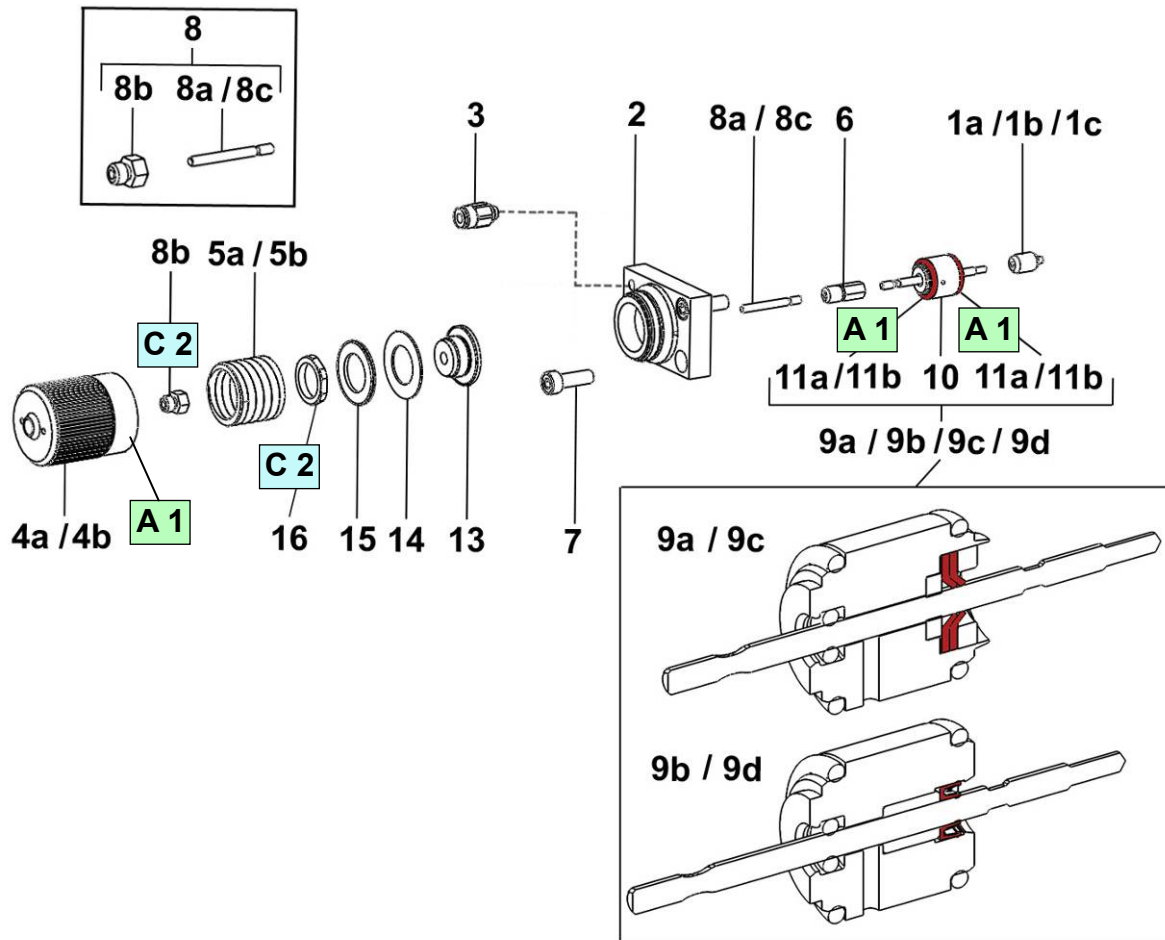 8
8b 8a / 8c
3 2 8a / 8c 6 1a /1b / 1c
8b 5a / 5b
C 2
A 1 A 1
11a /11b 10 11a /11b
C 2
9a / 9b / 9c / 9d
A 1
4a / 4b 16 15 14 13 7
9a / 9c
9b / 9d